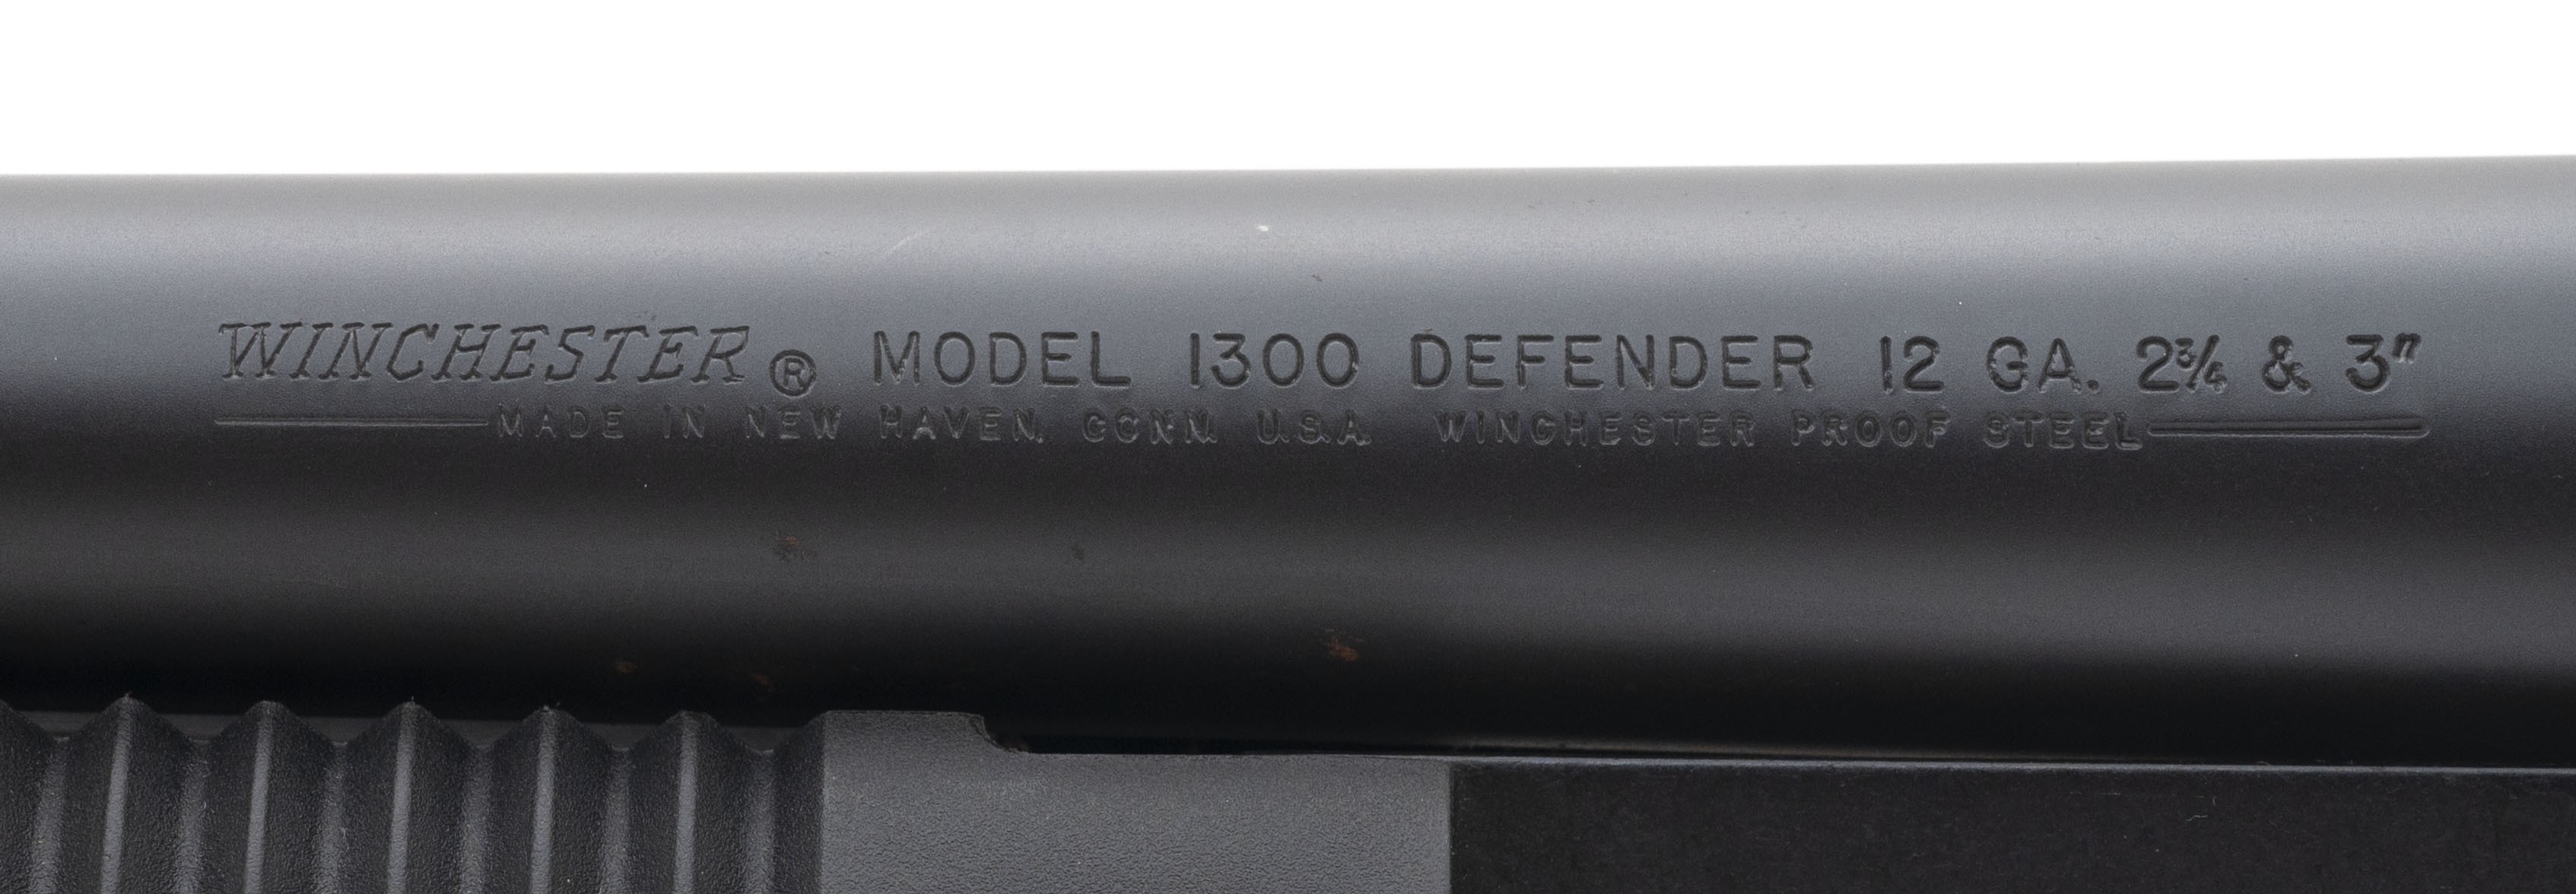 WINCHESTER® MODEL 1300 DEFENDER 12 GA. 2¾ & 3"
MADE IN NEW HAVEN, CONN. U.S.A. WINCHESTER PROOF STEEL